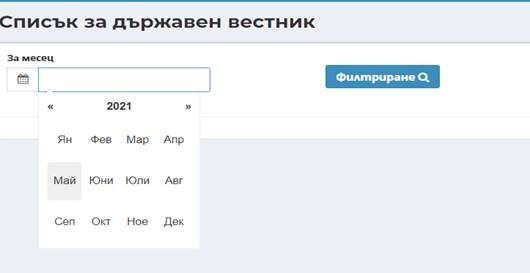 Списък за държавен вестник
За месец
Филтриране
« 2021 »
Ян Фев Мар Апр
Май Юни Юли Авг
Сеп Окт Ное Дек